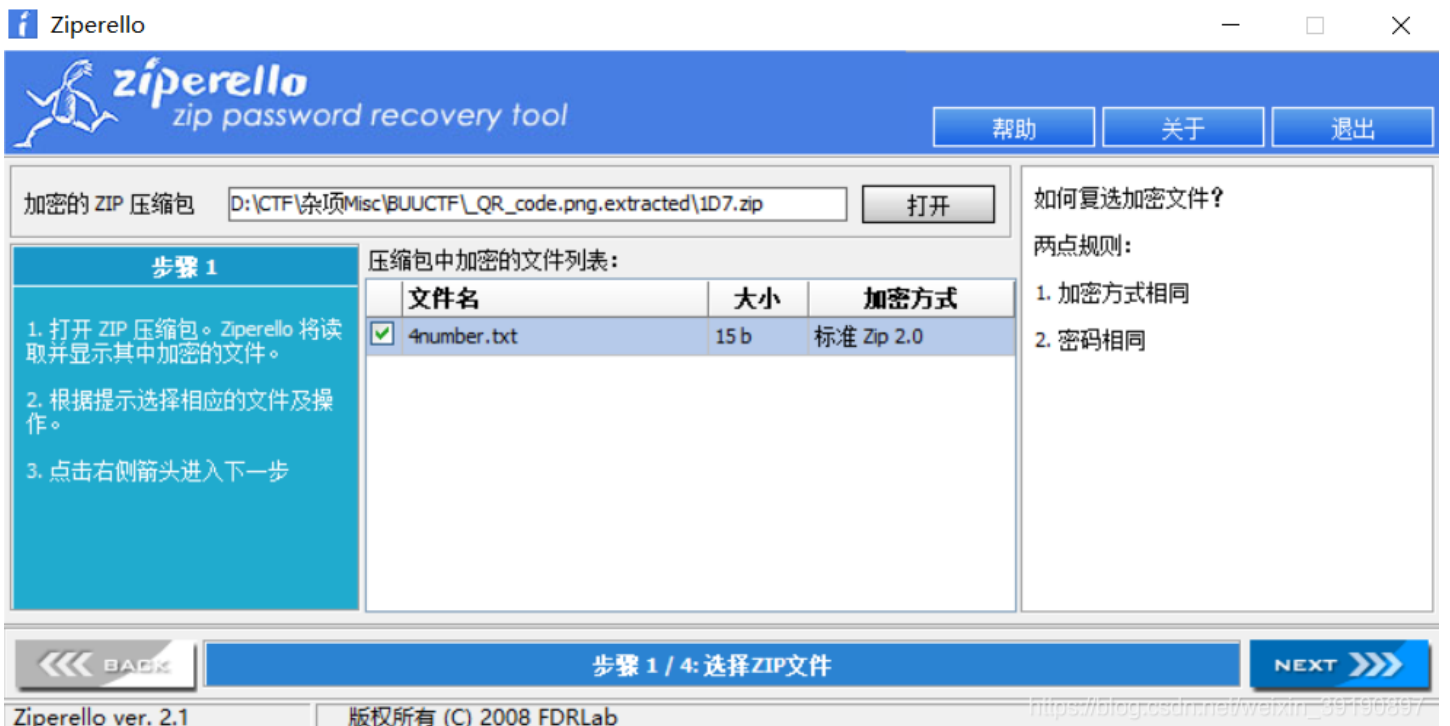 Ziperello
ziperello
zip password recovery tool
帮助
关于
退出
加密的 ZIP 压缩包
D:\CTF\杂项Misc\BUUCTF\_QR_code.png.extracted\1D7.zip
打开
步骤 1
1. 打开 ZIP 压缩包。Ziperello 将读
取并显示其中加密的文件。
2. 根据提示选择相应的文件及操
作。
3. 点击右侧箭头进入下一步
压缩包中加密的文件列表：
文件名 大小 加密方式
4number.txt 15 b 标准 Zip 2.0
如何复选加密文件？
两点规则：
1. 加密方式相同
2. 密码相同
BACK
步骤 1 / 4: 选择ZIP文件
NEXT
Ziperello ver. 2.1
版权所有 (C) 2008 FDRLab
https://blog.csdn.net/weixin_39190897